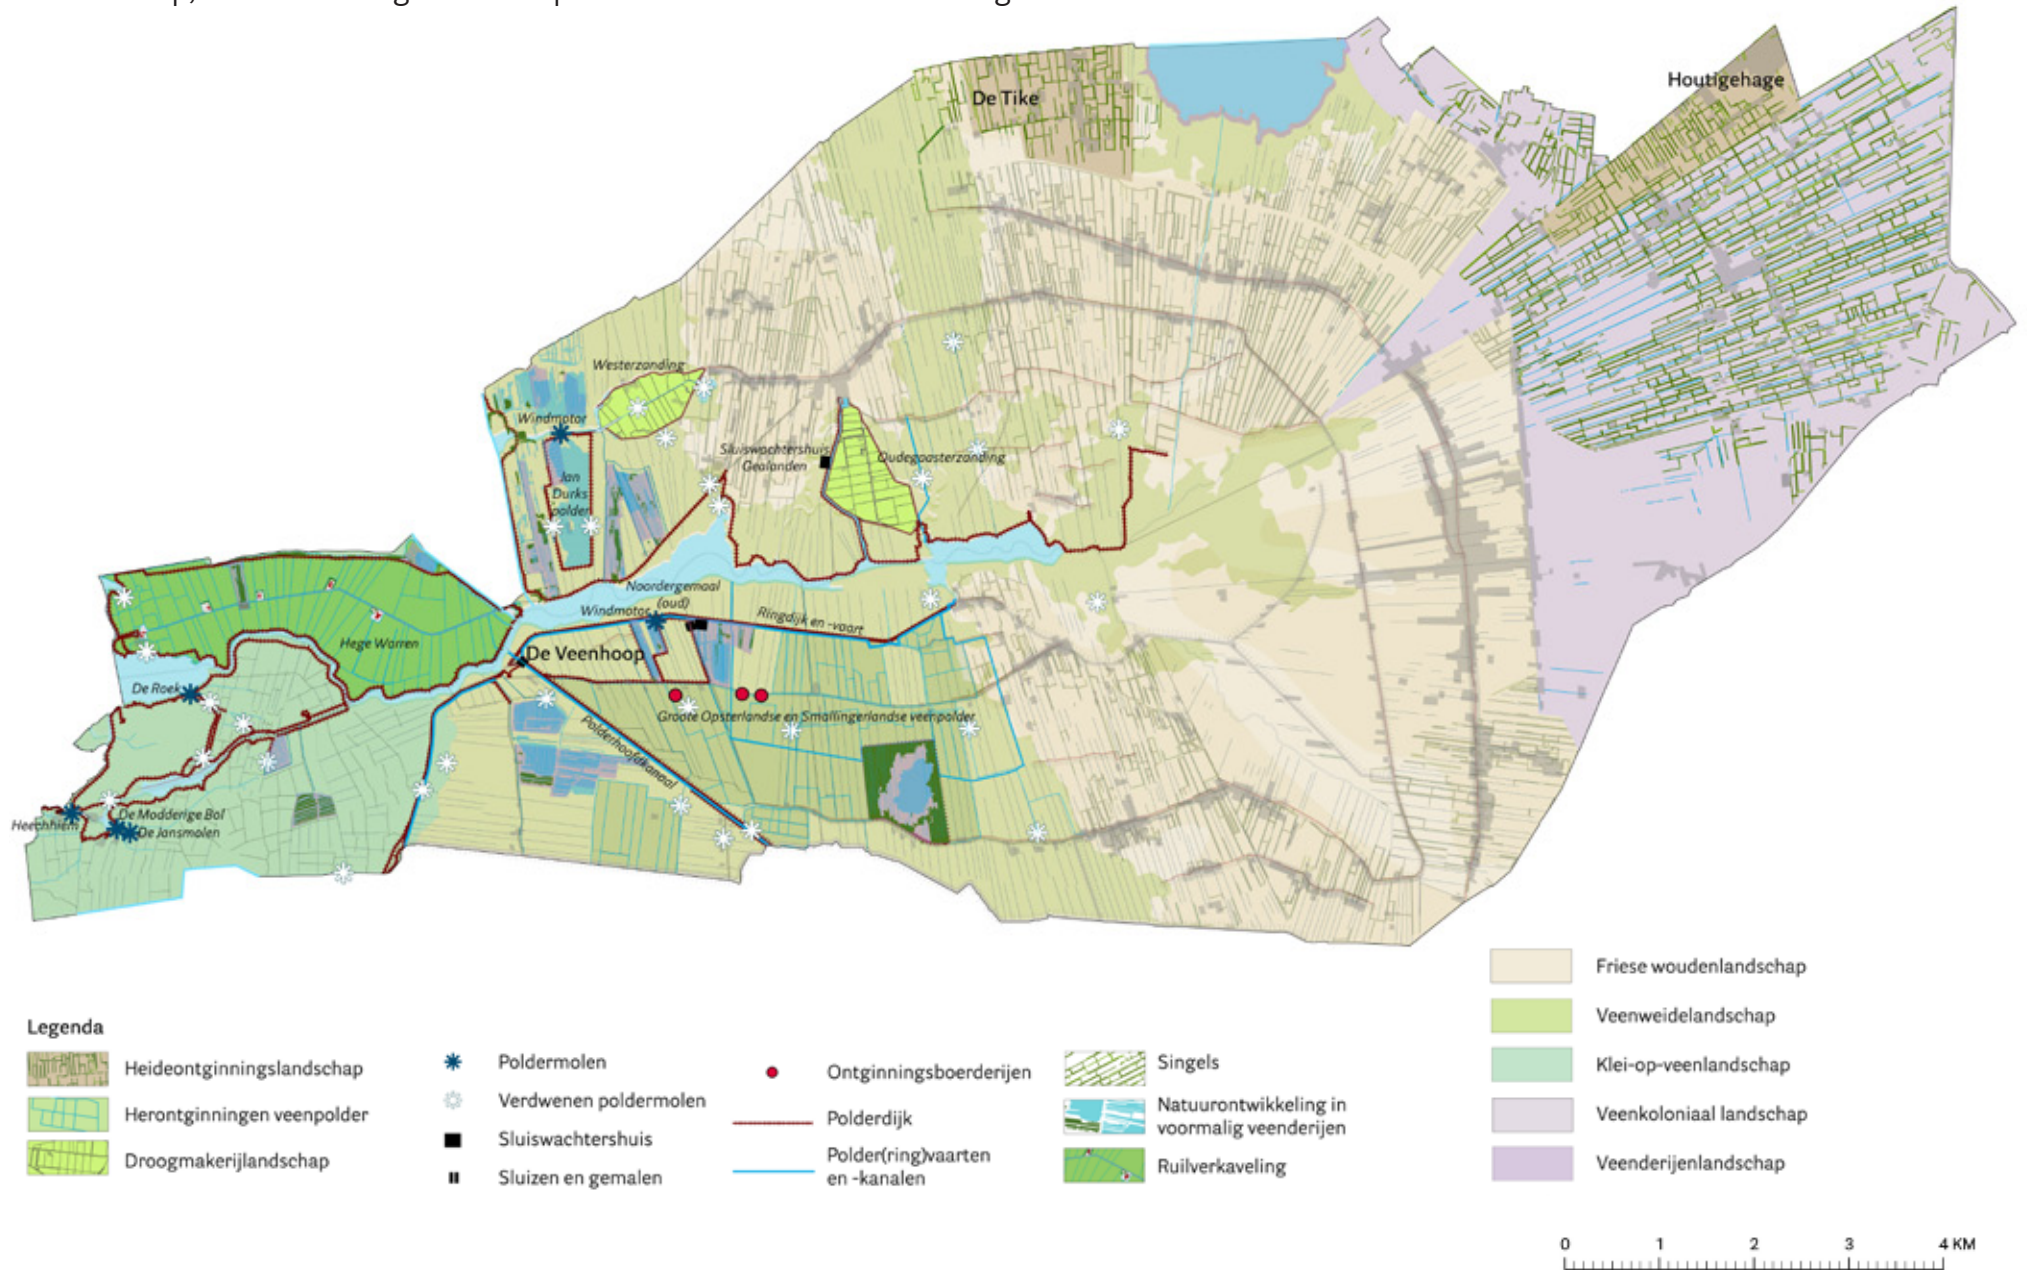 De Tike
Houtigehage
Westerzanding
Windmotor
Sluiswachtershuis
Gealanden
Oudegaasterzanding
Jan
Durks
polder
Noordergemaal
(oud)
Windmotor
Ringdijk en -vaart
Hege Warren
De Veenhoop
De Roek
Groote Opsterlandse en Smallingerlandse veenpolder
Polderhoofdkanaal
De Modderige Bol
Heechhiem
De Jansmolen
Legenda
Heideontginningslandschap
Herontginningen veenpolder
Droogmakerijlandschap
Poldermolen
Verdwenen poldermolen
Sluiswachtershuis
Sluizen en gemalen
Ontginningsboerderijen
Polderdijk
Polder(ring)vaarten
en -kanalen
Singels
Natuurontwikkeling in
voormalig veenderijen
Ruilverkaveling
Friese woudenlandschap
Veenweidelandschap
Klei-op-veenlandschap
Veenkoloniaal landschap
Veenderijenlandschap
0 1 2 3 4 KM